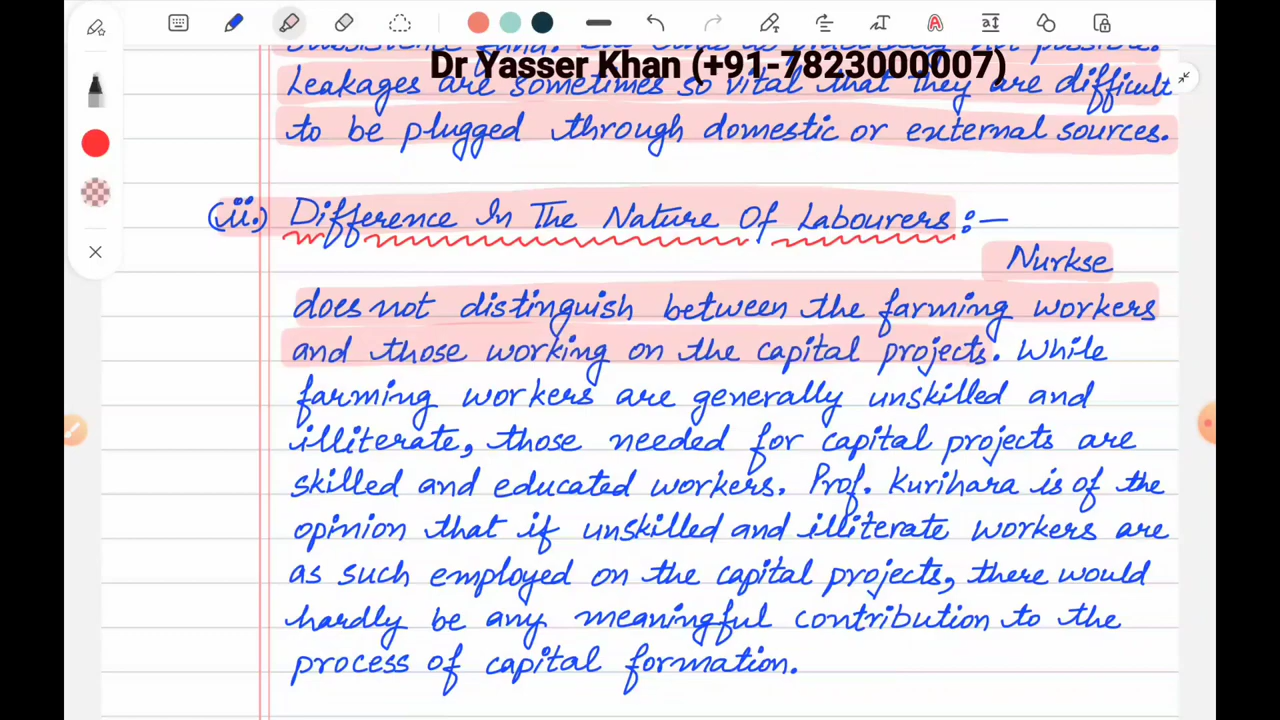 subsistence fund.
Dr Yasser Khan (+91-7823000007)
Leakages are sometimes so vital that they are difficult
to be plugged through domestic or external sources.
(ii.) Difference In The Nature Of Labourers :-
Nurkse
does not distinguish between the farming workers
and those working on the capital projects. While
farming workers are generally unskilled and
illiterate, those needed for capital projects are
skilled and educated workers. Prof. Kurihara is of the
opinion that if unskilled and illiterate workers are
as such employed on the capital projects, there would
hardly be any meaningful contribution to the
process of capital formation.